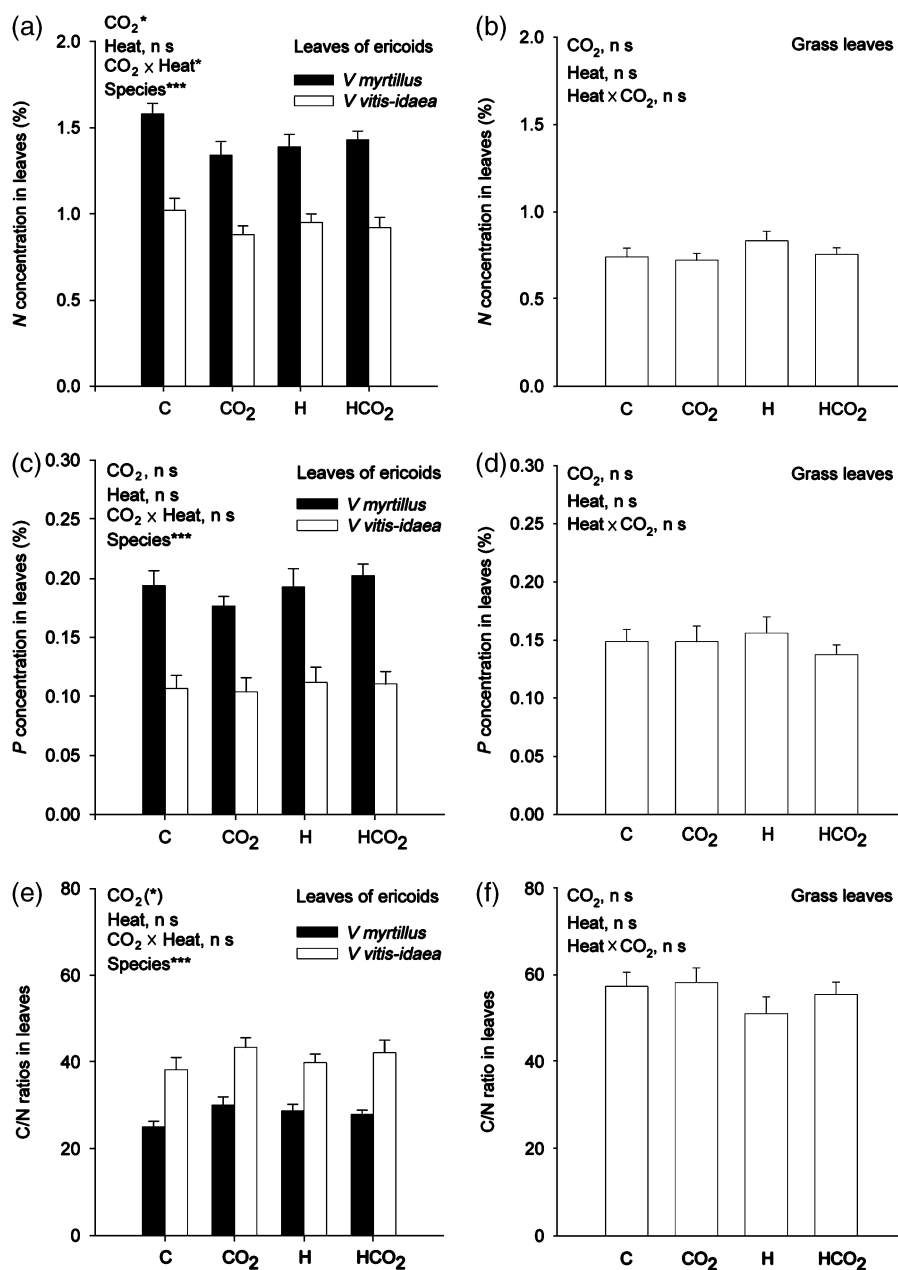 (a)
CO₂*
Heat, n s
CO₂ × Heat*
Species***
Leaves of ericoids
V myrtillus
V vitis-idaea
N concentration in leaves (%)
2.0
1.5
1.0
0.5
0.0
C CO₂ H HCO₂
(b)
CO₂, n s
Heat, n s
Heat × CO₂, n s
Grass leaves
N concentration in leaves (%)
2.0
1.5
1.0
0.5
0.0
C CO₂ H HCO₂
(c)
CO₂, n s
Heat, n s
CO₂ × Heat, n s
Species***
Leaves of ericoids
V myrtillus
V vitis-idaea
P concentration in leaves (%)
0.30
0.25
0.20
0.15
0.10
0.05
0.00
C CO₂ H HCO₂
(d)
CO₂, n s
Heat, n s
Heat × CO₂, n s
Grass leaves
P concentration in leaves (%)
0.30
0.25
0.20
0.15
0.10
0.05
0.00
C CO₂ H HCO₂
(e)
CO₂(*)
Heat, n s
CO₂ × Heat, n s
Species***
Leaves of ericoids
V myrtillus
V vitis-idaea
C/N ratios in leaves
80
60
40
20
0
C CO₂ H HCO₂
(f)
CO₂, n s
Heat, n s
Heat × CO₂, n s
Grass leaves
C/N ratio in leaves
80
60
40
20
0
C CO₂ H HCO₂